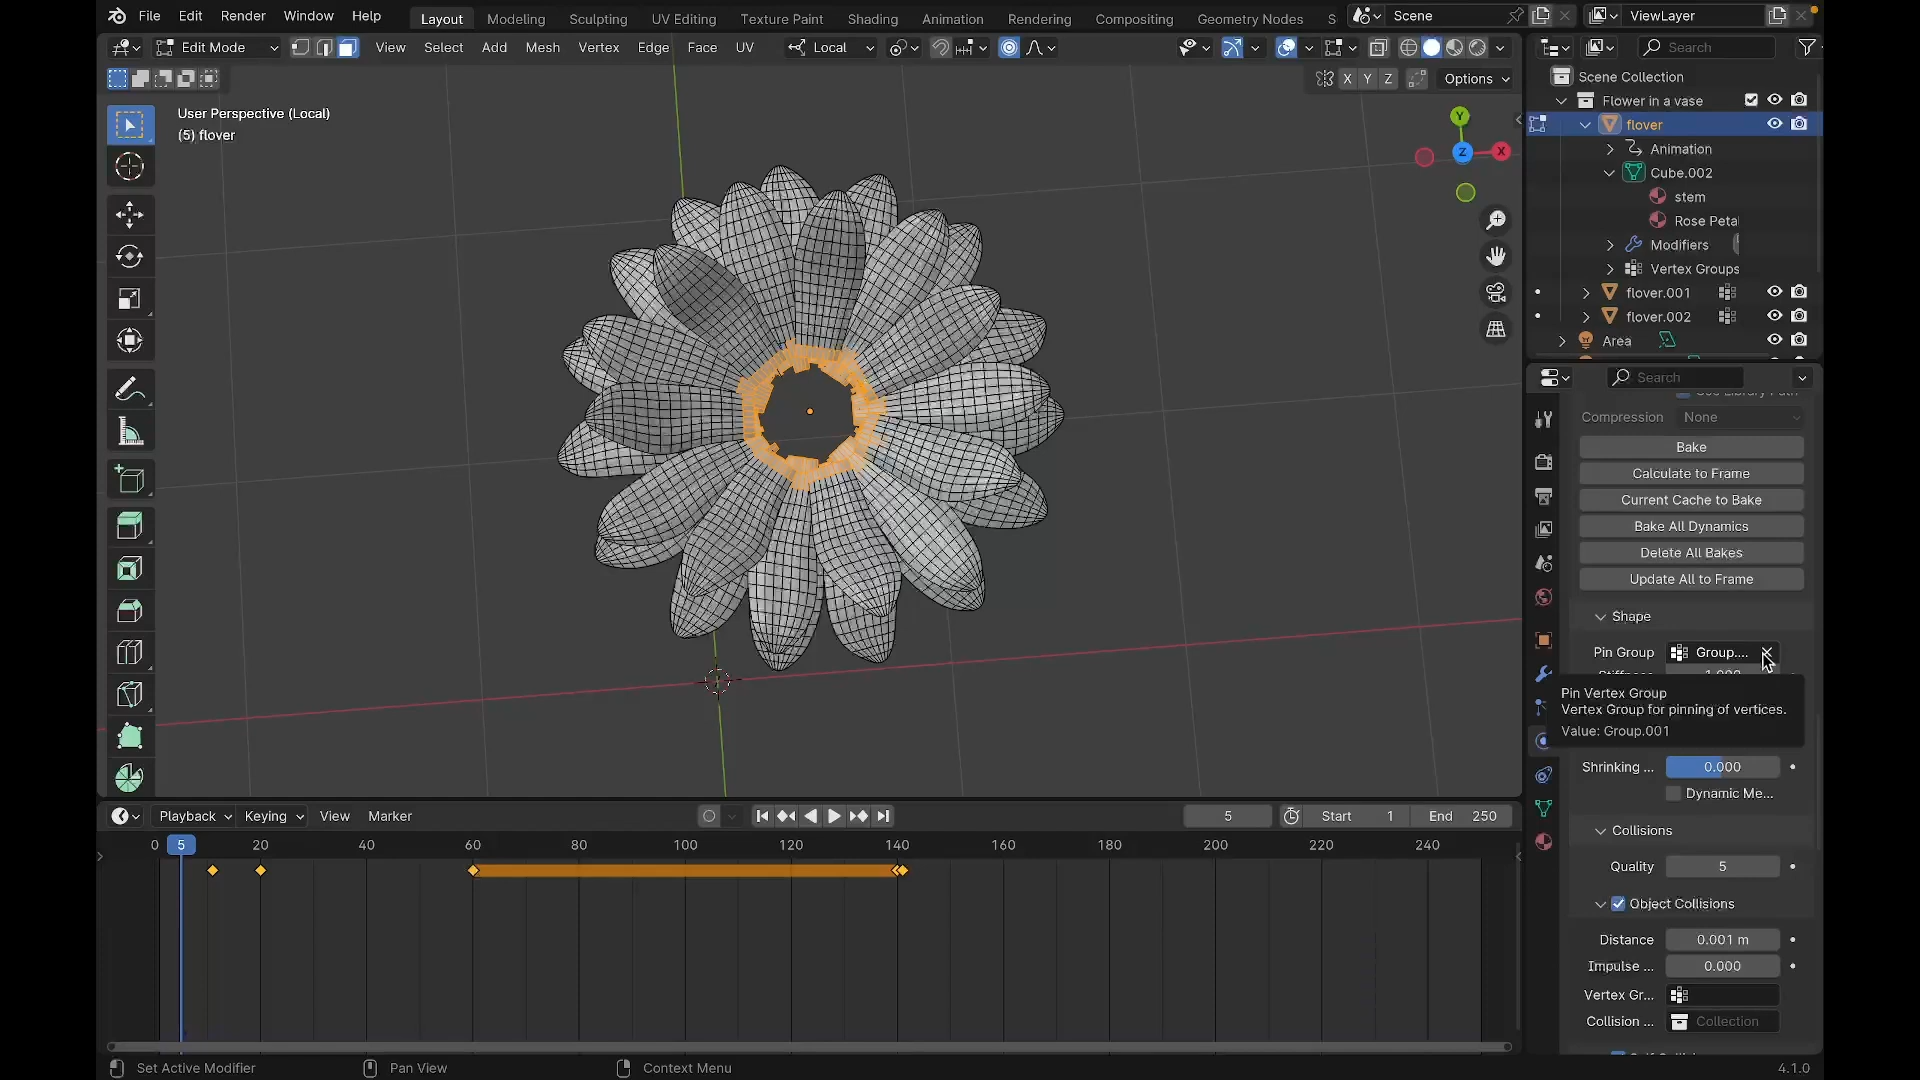 File Edit Render Window Help
Layout Modeling Sculpting UV Editing Texture Paint Shading Animation Rendering Compositing Geometry Nodes S
Scene
ViewLayer
Edit Mode View Select Add Mesh Vertex Edge Face UV Local
X Y Z Options
User Perspective (Local)
(5) flover
Y
Z
X
Search
Scene Collection
Flower in a vase
flover
Animation
Cube.002
stem
Rose Peta
Modifiers
Vertex Groups
flover.001
flover.002
Area
Search
Compression None
Bake
Calculate to Frame
Current Cache to Bake
Bake All Dynamics
Delete All Bakes
Update All to Frame
Shape
Pin Group Group....
Pin Vertex Group
Vertex Group for pinning of vertices.
Value: Group.001
Shrinking ... 0.000
Dynamic Me...
Collisions
Quality 5
Object Collisions
Distance 0.001 m
Impulse ... 0.000
Vertex Gr...
Collision ... Collection
Playback Keying View Marker
5 Start 1 End 250
0 5 20 40 60 80 100 120 140 160 180 200 220 240
Set Active Modifier Pan View Context Menu 4.1.0